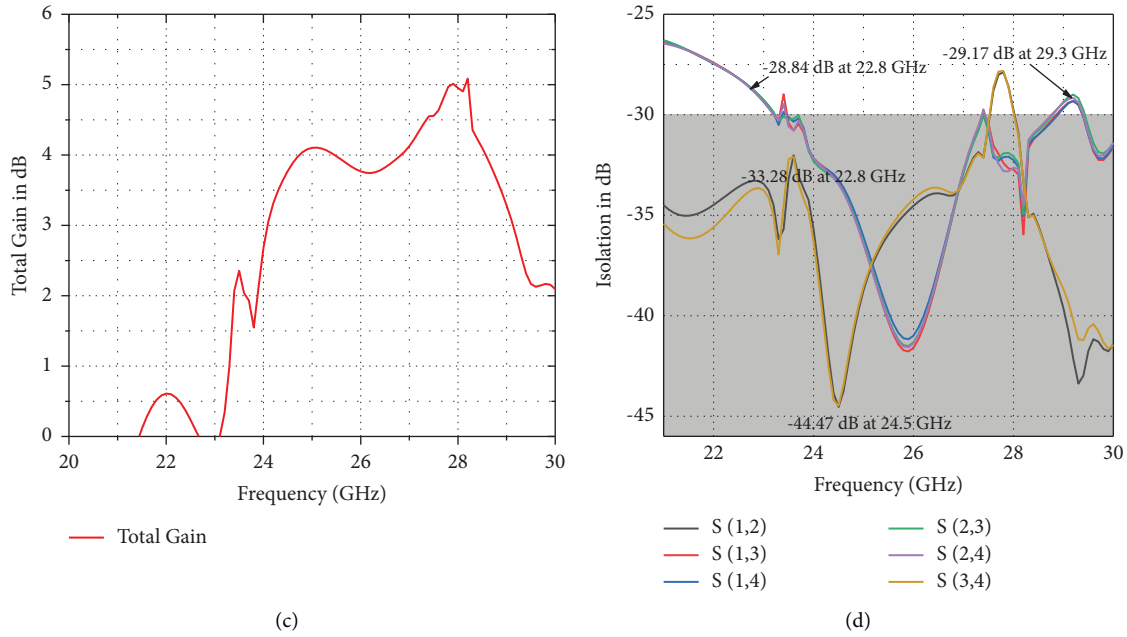 6
5
4
3
2
1
0
20
22
24
26
28
30
Total Gain in dB
Frequency (GHz)
Total Gain
(c)
-25
-30
-35
-40
-45
22
24
26
28
30
Isolation in dB
Frequency (GHz)
-28.84 dB at 22.8 GHz
-29.17 dB at 29.3 GHz
-33.28 dB at 22.8 GHz
-44.47 dB at 24.5 GHz
S (1,2)
S (1,3)
S (1,4)
S (2,3)
S (2,4)
S (3,4)
(d)